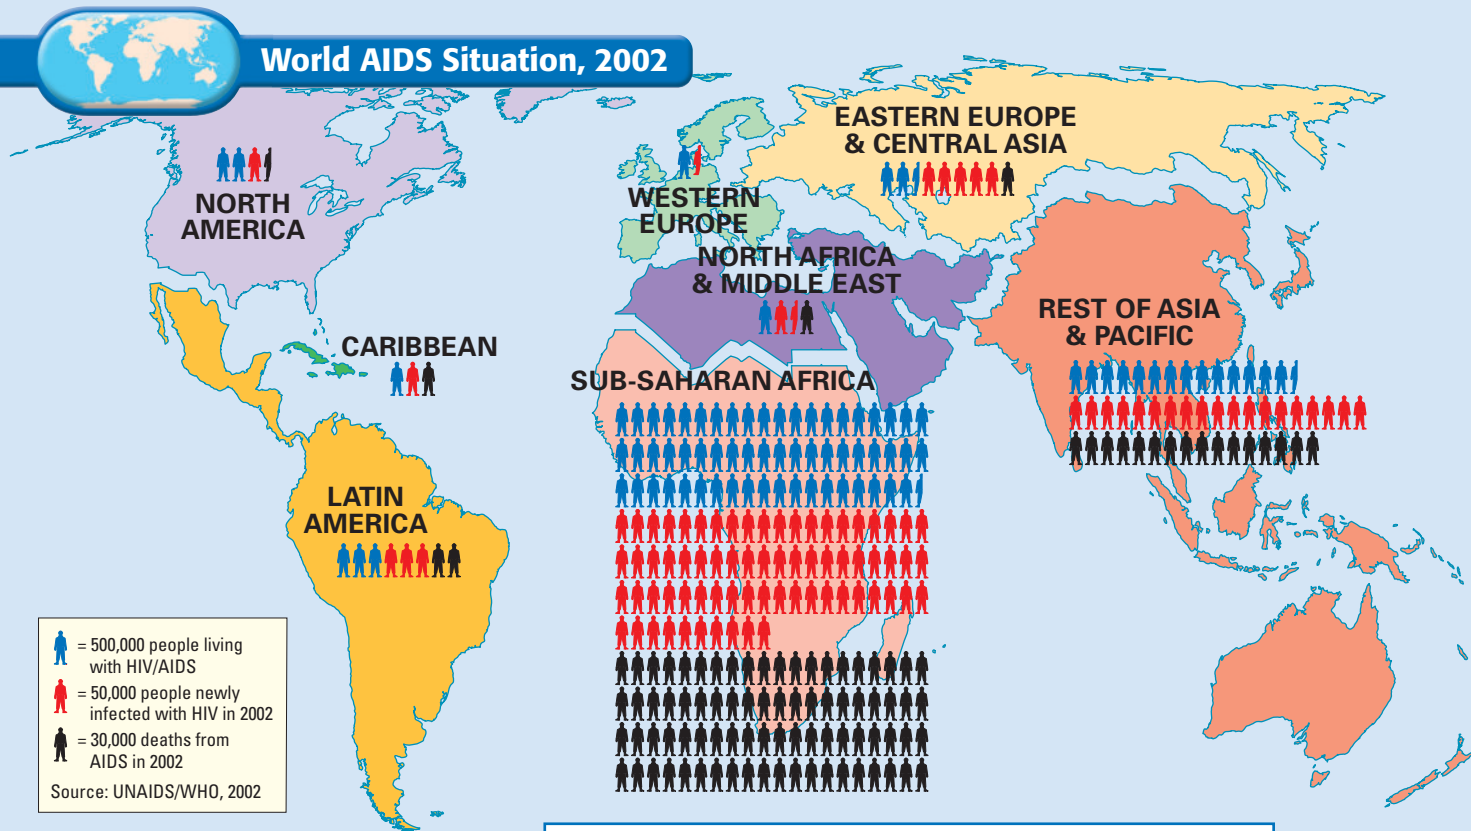 World AIDS Situation, 2002
EASTERN EUROPE
& CENTRAL ASIA
NORTH
AMERICA
WESTERN
EUROPE
NORTH AFRICA
& MIDDLE EAST
REST OF ASIA
& PACIFIC
CARIBBEAN
SUB-SAHARAN AFRICA
LATIN
AMERICA
= 500,000 people living
with HIV/AIDS
= 50,000 people newly
infected with HIV in 2002
= 30,000 deaths from
AIDS in 2002
Source: UNAIDS/WHO, 2002